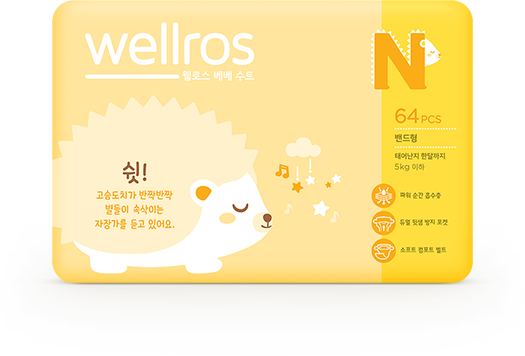 wellros
웰로스 베베 수트
N
64 PCS
밴드형
태어난지 한달까지
5kg 이하
쉿!
고슴도치가 반짝반짝
별들이 속삭이는
자장가를 듣고 있어요.
파워 순간 흡수층
듀얼 뒷샘 방지 포켓
소프트 컴포트 벨트